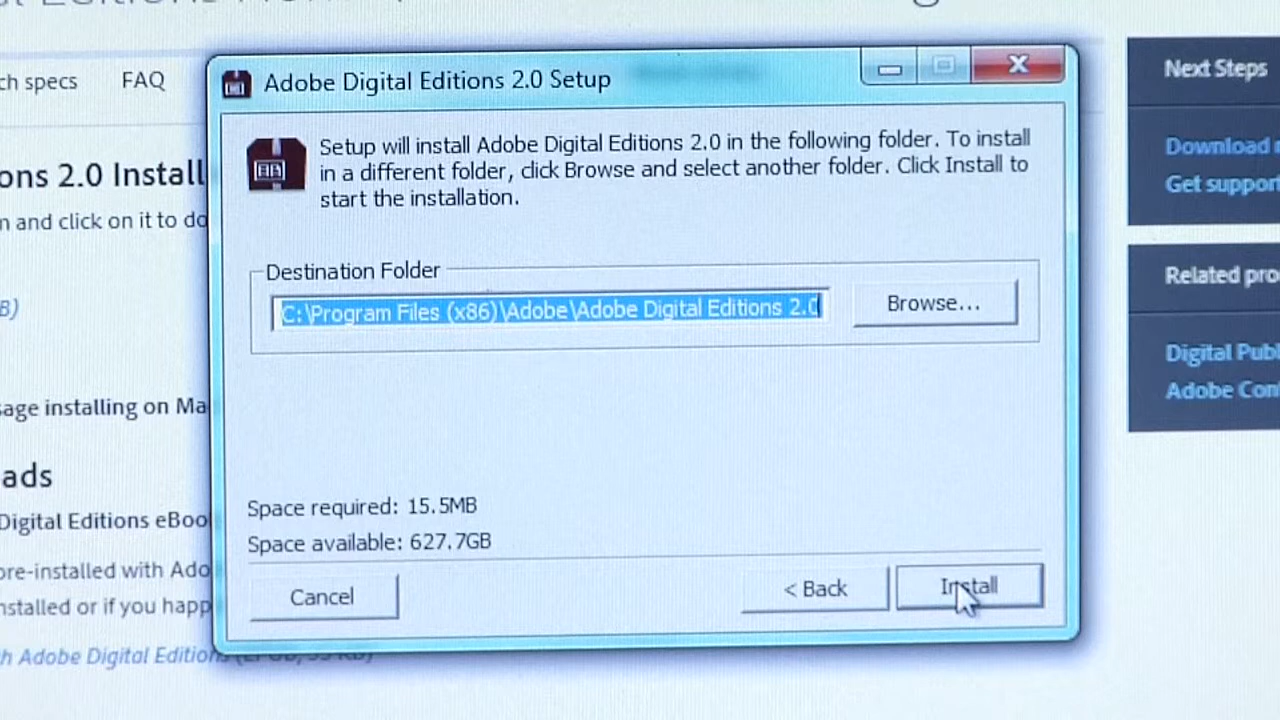 ch specs FAQ
Adobe Digital Editions 2.0 Setup
Next Steps
Setup will install Adobe Digital Editions 2.0 in the following folder. To install
in a different folder, click Browse and select another folder. Click Install to
start the installation.
ons 2.0 Install
n and click on it to do
Download
Get support
Destination Folder
C:\Program Files (x86)\Adobe\Adobe Digital Editions 2.0
Browse...
B)
Related pro
Digital Publ
Adobe Con
sage installing on Ma
ads
Digital Editions eBoo
Space required: 15.5MB
Space available: 627.7GB
ore-installed with Ado
nstalled or if you happ
Cancel
< Back
Install
h Adobe Digital Editions